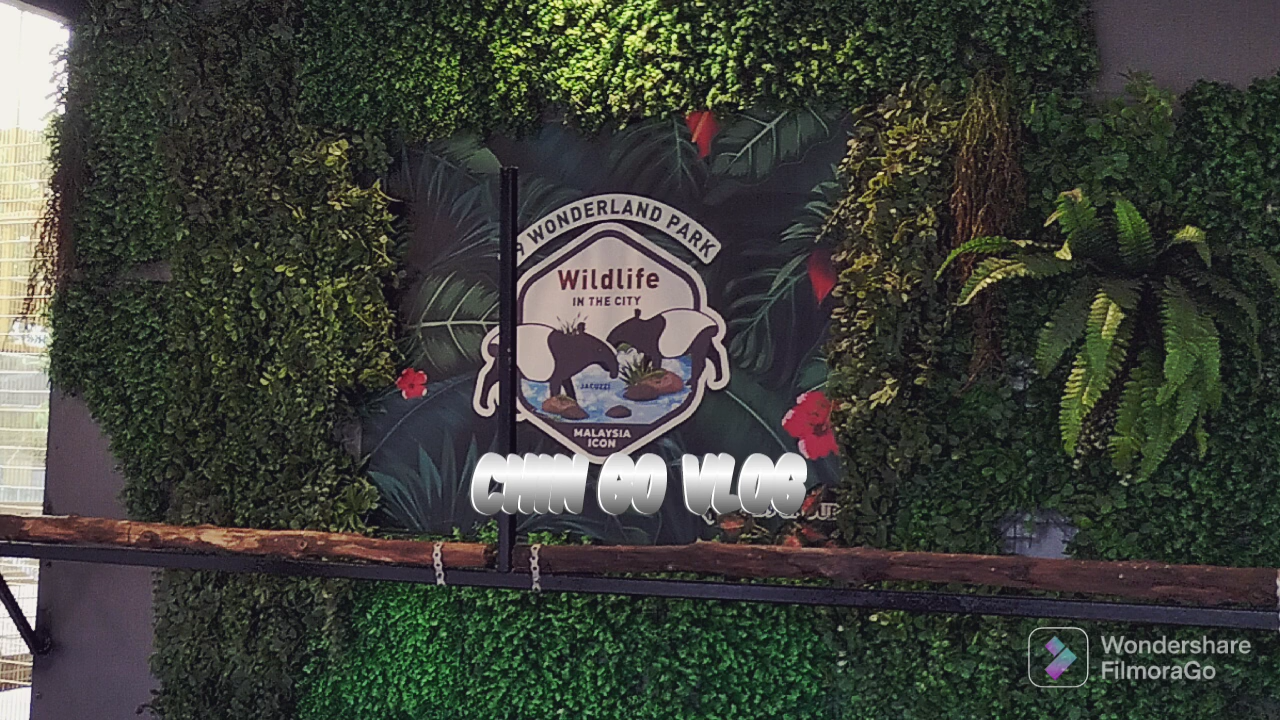 WONDERLAND PARK
Wildlife
IN THE CITY
JACUZZI
MALAYSIA
ICON
CHIN GO VLOG
Wondershare
FilmoraGo